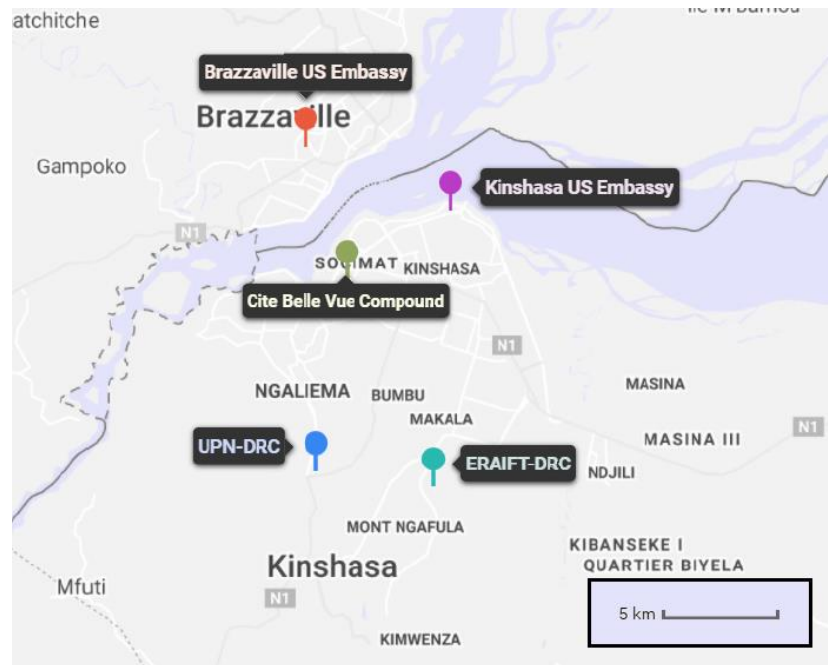 atchitche
Brazzaville US Embassy
Brazzaville
Gampoko
Kinshasa US Embassy
N1
SOCIMAT
KINSHASA
Cite Belle Vue Compound
N1
NGALIEMA
BUMBU
MASINA
MAKALA
MASINA III
N1
UPN-DRC
ERAIFT-DRC
NDJILI
MONT NGAFULA
KIBANSEKE I
QUARTIER BIYELA
Kinshasa
Mfuti
N1
5 km
KIMWENZA